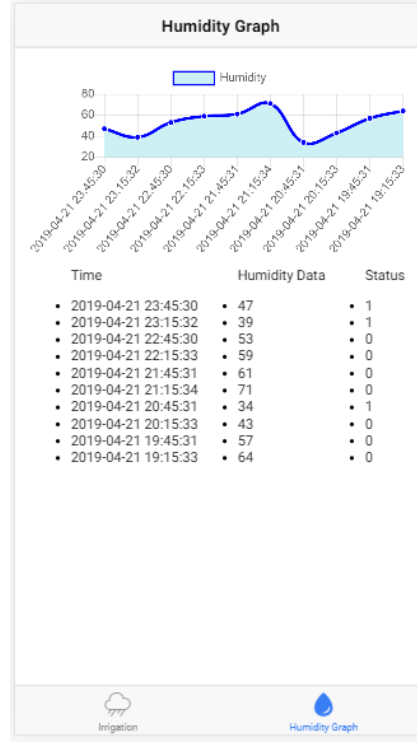 Humidity Graph
Humidity
80
60
40
20
2019-04-21 23:45:30
2019-04-21 23:15:32
2019-04-21 22:45:30
2019-04-21 22:15:33
2019-04-21 21:45:31
2019-04-21 21:15:34
2019-04-21 20:45:31
2019-04-21 20:15:33
2019-04-21 19:45:31
2019-04-21 19:15:33
Time Humidity Data Status
• 2019-04-21 23:45:30 • 47 • 1
• 2019-04-21 23:15:32 • 39 • 1
• 2019-04-21 22:45:30 • 53 • 0
• 2019-04-21 22:15:33 • 59 • 0
• 2019-04-21 21:45:31 • 61 • 0
• 2019-04-21 21:15:34 • 71 • 0
• 2019-04-21 20:45:31 • 34 • 1
• 2019-04-21 20:15:33 • 43 • 0
• 2019-04-21 19:45:31 • 57 • 0
• 2019-04-21 19:15:33 • 64 • 0
Irrigation Humidity Graph